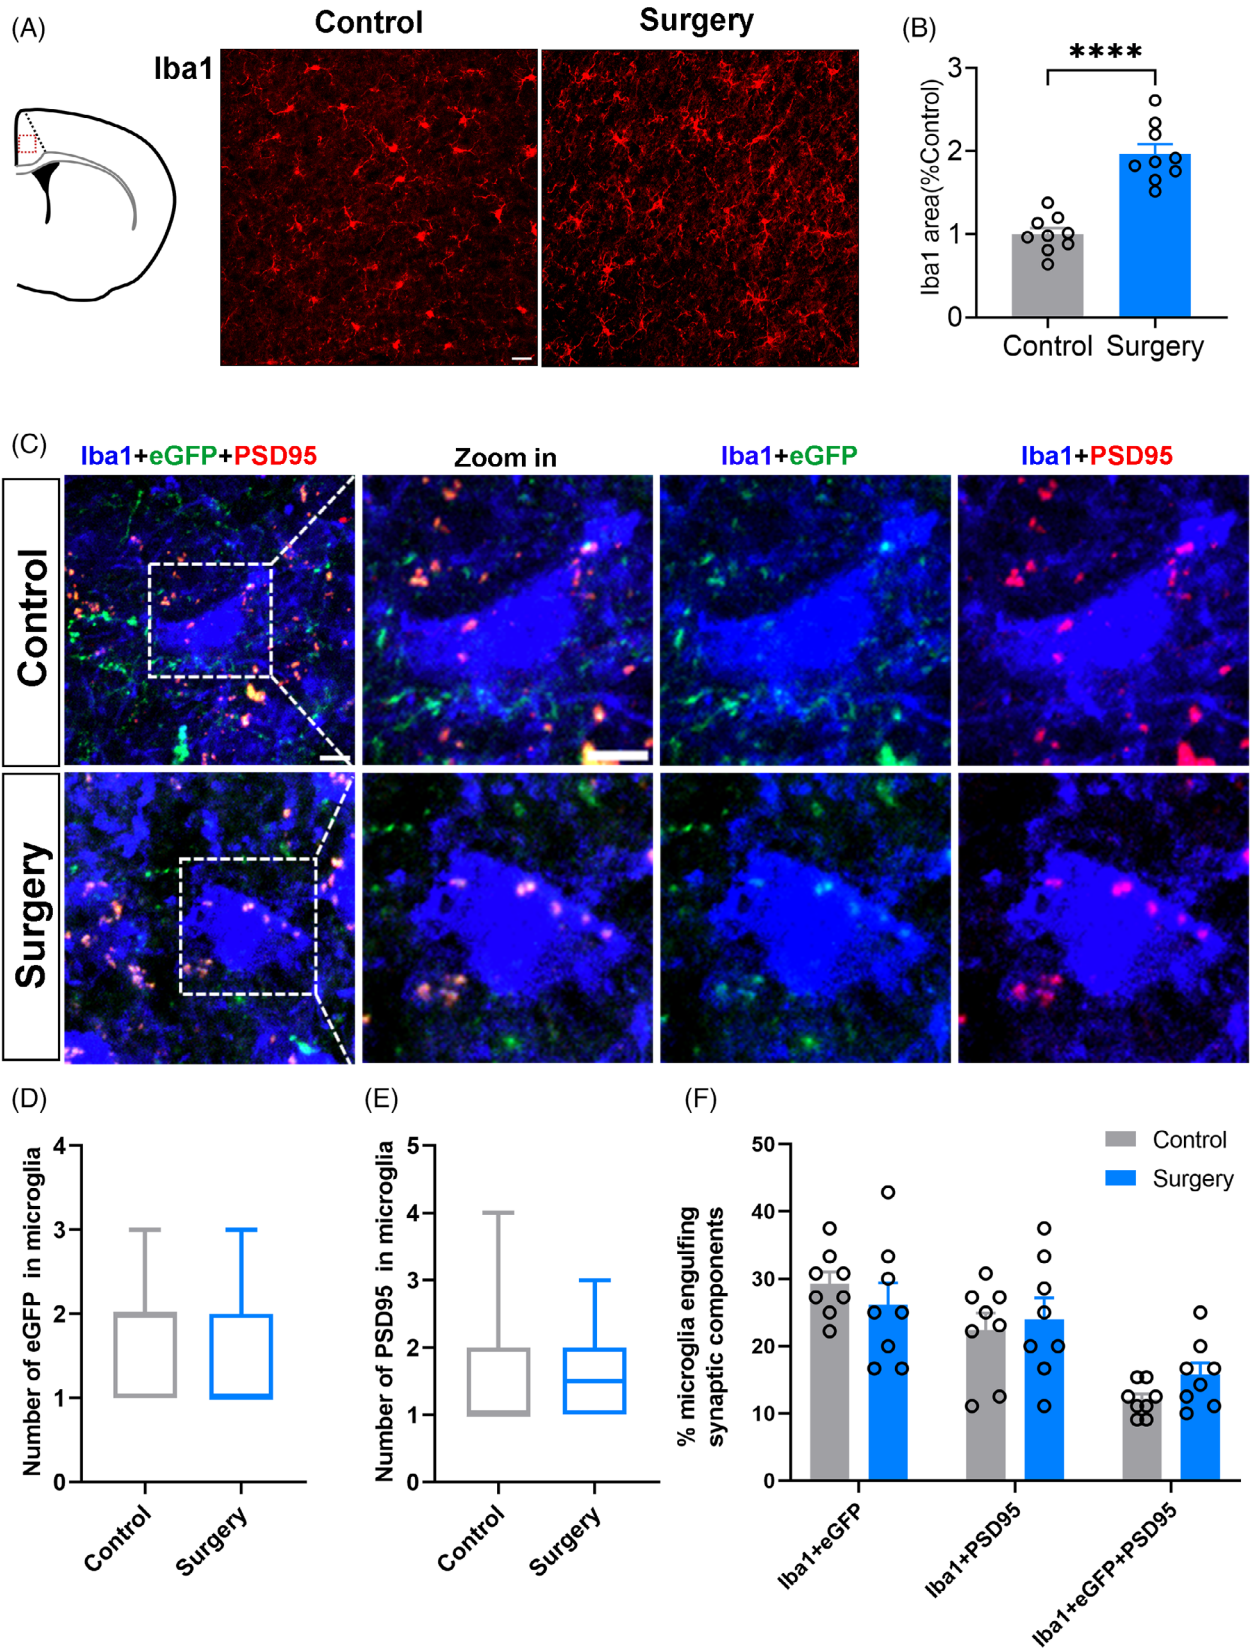 (A)
Control
Surgery
Iba1
(B)
Iba1 area(%Control)
3
2
1
0
****
Control
Surgery
(C)
Iba1+eGFP+PSD95
Zoom in
Iba1+eGFP
Iba1+PSD95
Control
Surgery
(D)
Number of eGFP in microglia
4
3
2
1
0
Control
Surgery
(E)
Number of PSD95 in microglia
5
4
3
2
1
0
Control
Surgery
(F)
% microglia engulfing
synaptic components
50
40
30
20
10
0
Control
Surgery
Iba1+eGFP
Iba1+PSD95
Iba1+eGFP+PSD95